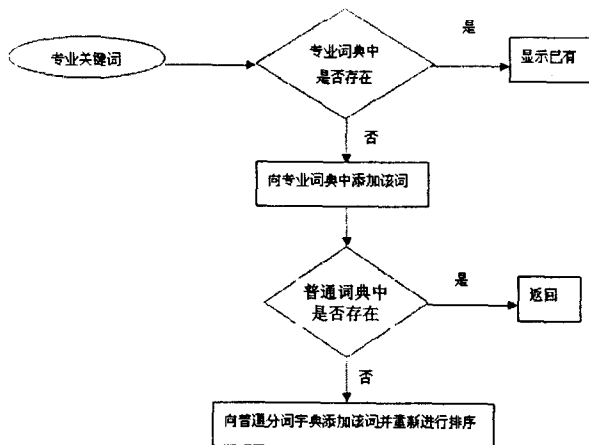 专业关键词
专业词典中
是否存在
是
显示已有
否
向专业词典中添加该词
普通词典中
是否存在
是
返回
否
向普通分词字典添加该词并重新进行排序